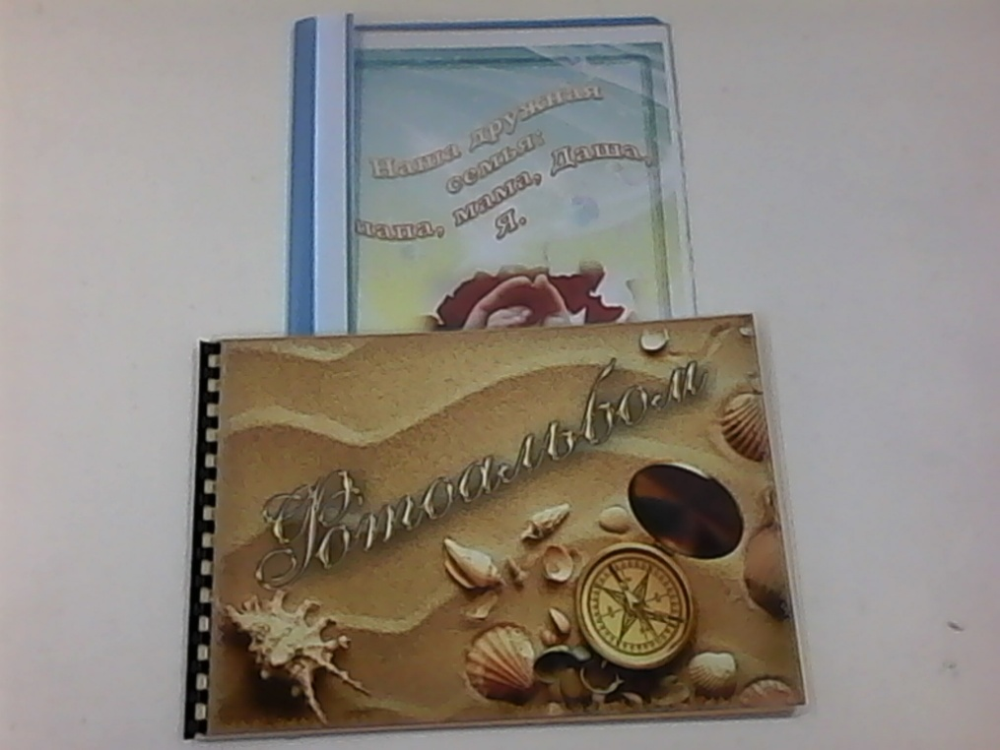 Наша дружная
семья:
папа, мама, Даша,
Я.
Фотоальбом